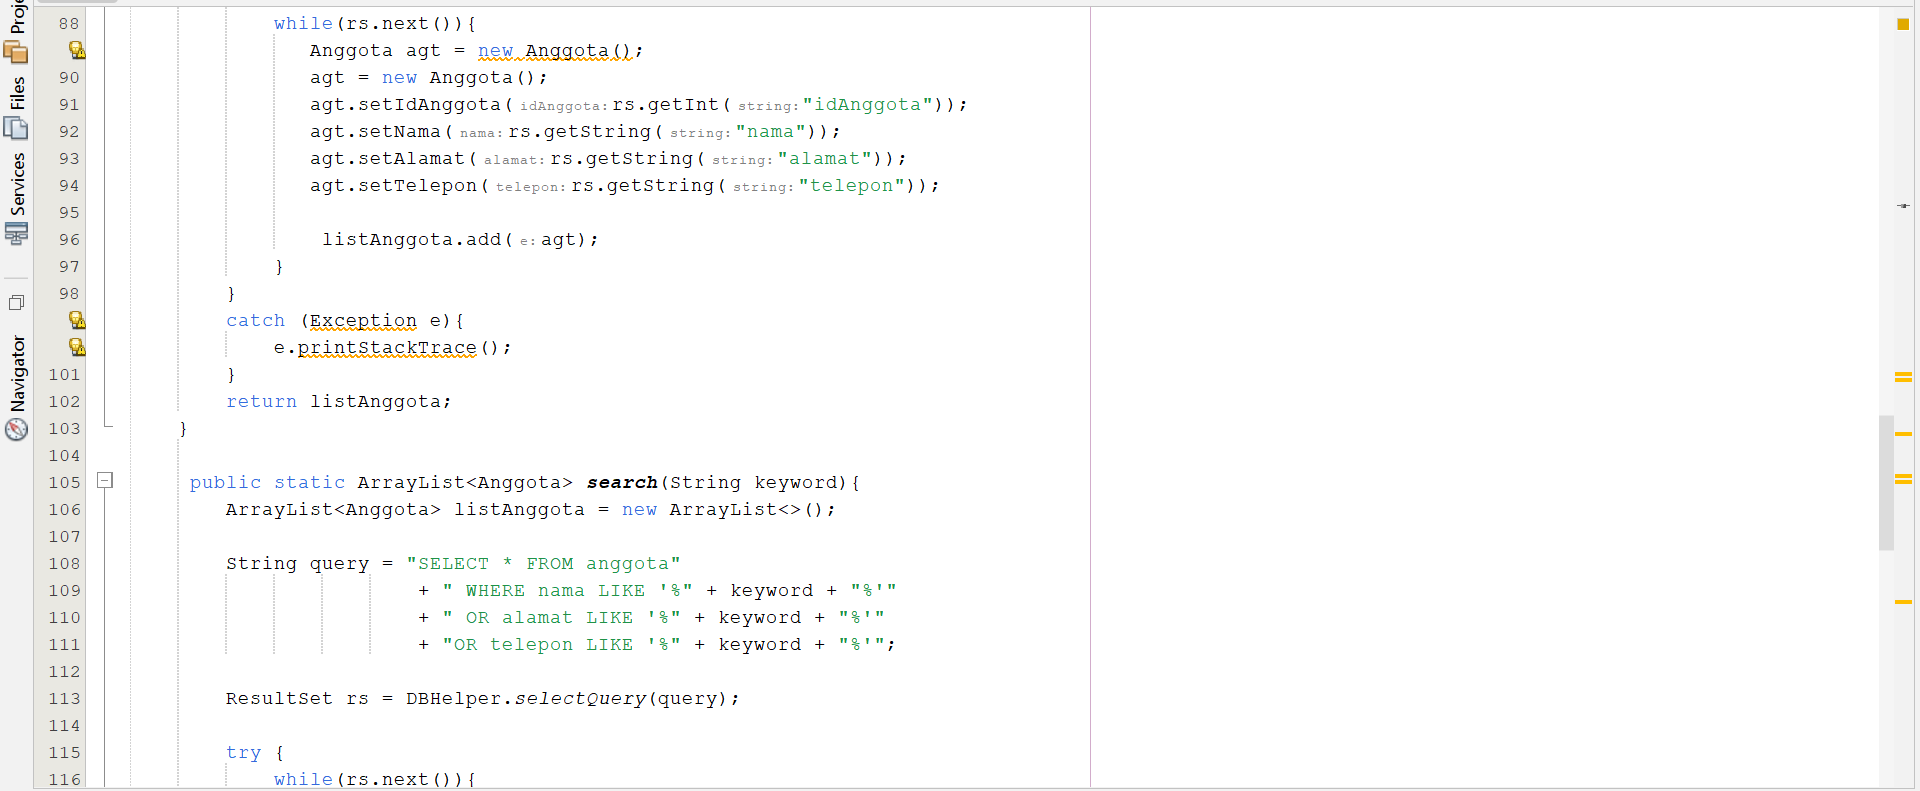 Proje
Files
Services
Navigator
88 while(rs.next()){
Anggota agt = new Anggota();
90 agt = new Anggota();
91 agt.setIdAnggota( idAnggota: rs.getInt( string: "idAnggota"));
92 agt.setNama( nama: rs.getString( string: "nama"));
93 agt.setAlamat( alamat: rs.getString( string: "alamat"));
94 agt.setTelepon( telepon: rs.getString( string: "telepon"));
95
96 listAnggota.add( e: agt);
97 }
98 }
catch (Exception e){
e.printStackTrace();
101 }
102 return listAnggota;
103 }
104
105 public static ArrayList<Anggota> search(String keyword){
106 ArrayList<Anggota> listAnggota = new ArrayList<>();
107
108 String query = "SELECT * FROM anggota"
109 + " WHERE nama LIKE '%" + keyword + "%'"
110 + " OR alamat LIKE '%" + keyword + "%'"
111 + "OR telepon LIKE '%" + keyword + "%'";
112
113 ResultSet rs = DBHelper.selectQuery(query);
114
115 try {
116 while(rs.next()){